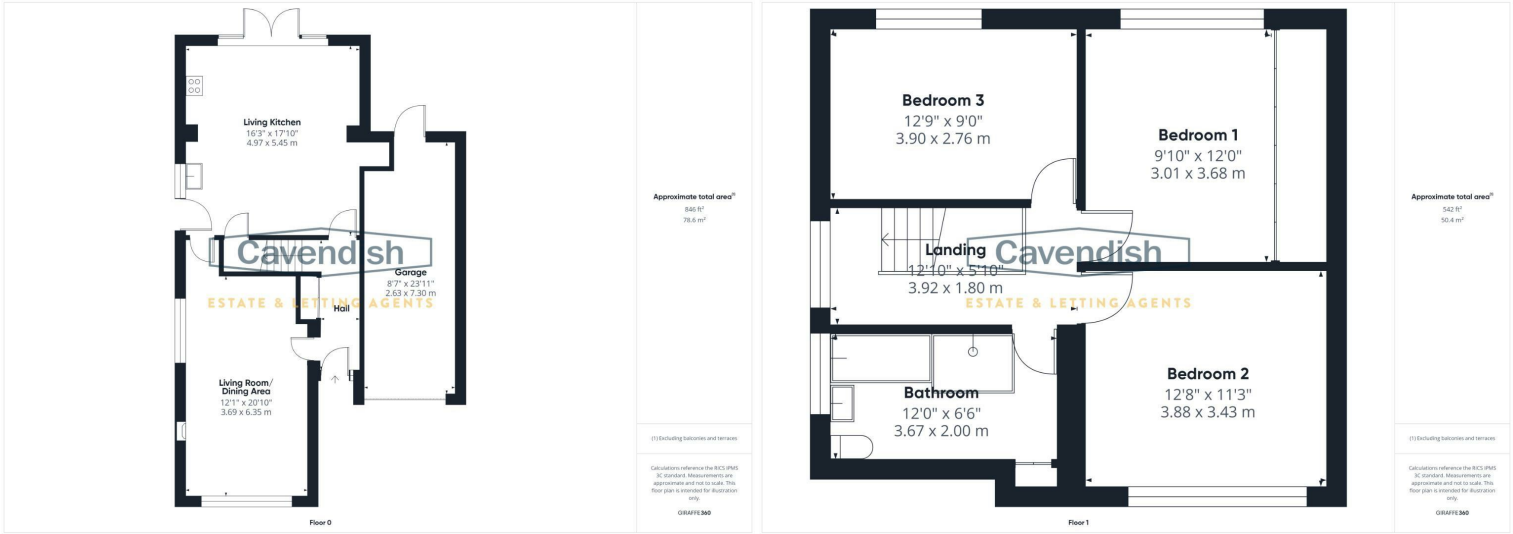 Living Kitchen
16'3" x 17'10"
4.97 x 5.45 m
Cavendish
ESTATE & LETTING AGENTS
Garage
8'7" x 23'11"
2.63 x 7.30 m
Hall
Living Room/
Dining Area
12'1" x 20'10"
3.69 x 6.35 m
Floor 0
Approximate total area(1)
846 ft²
78.6 m²
(1) Excluding balconies and terraces
Calculations reference the RICS IPMS
3C standard. Measurements are
approximate and not to scale. This
floor plan is intended for illustration
only.
GIRAFFE360
Bedroom 3
12'9" x 9'0"
3.90 x 2.76 m
Bedroom 1
9'10" x 12'0"
3.01 x 3.68 m
Landing
12'10" x 5'10"
3.92 x 1.80 m
Cavendish
ESTATE & LETTING AGENTS
Bathroom
12'0" x 6'6"
3.67 x 2.00 m
Bedroom 2
12'8" x 11'3"
3.88 x 3.43 m
Floor 1
Approximate total area(1)
542 ft²
50.4 m²
(1) Excluding balconies and terraces
Calculations reference the RICS IPMS
3C standard. Measurements are
approximate and not to scale. This
floor plan is intended for illustration
only.
GIRAFFE360